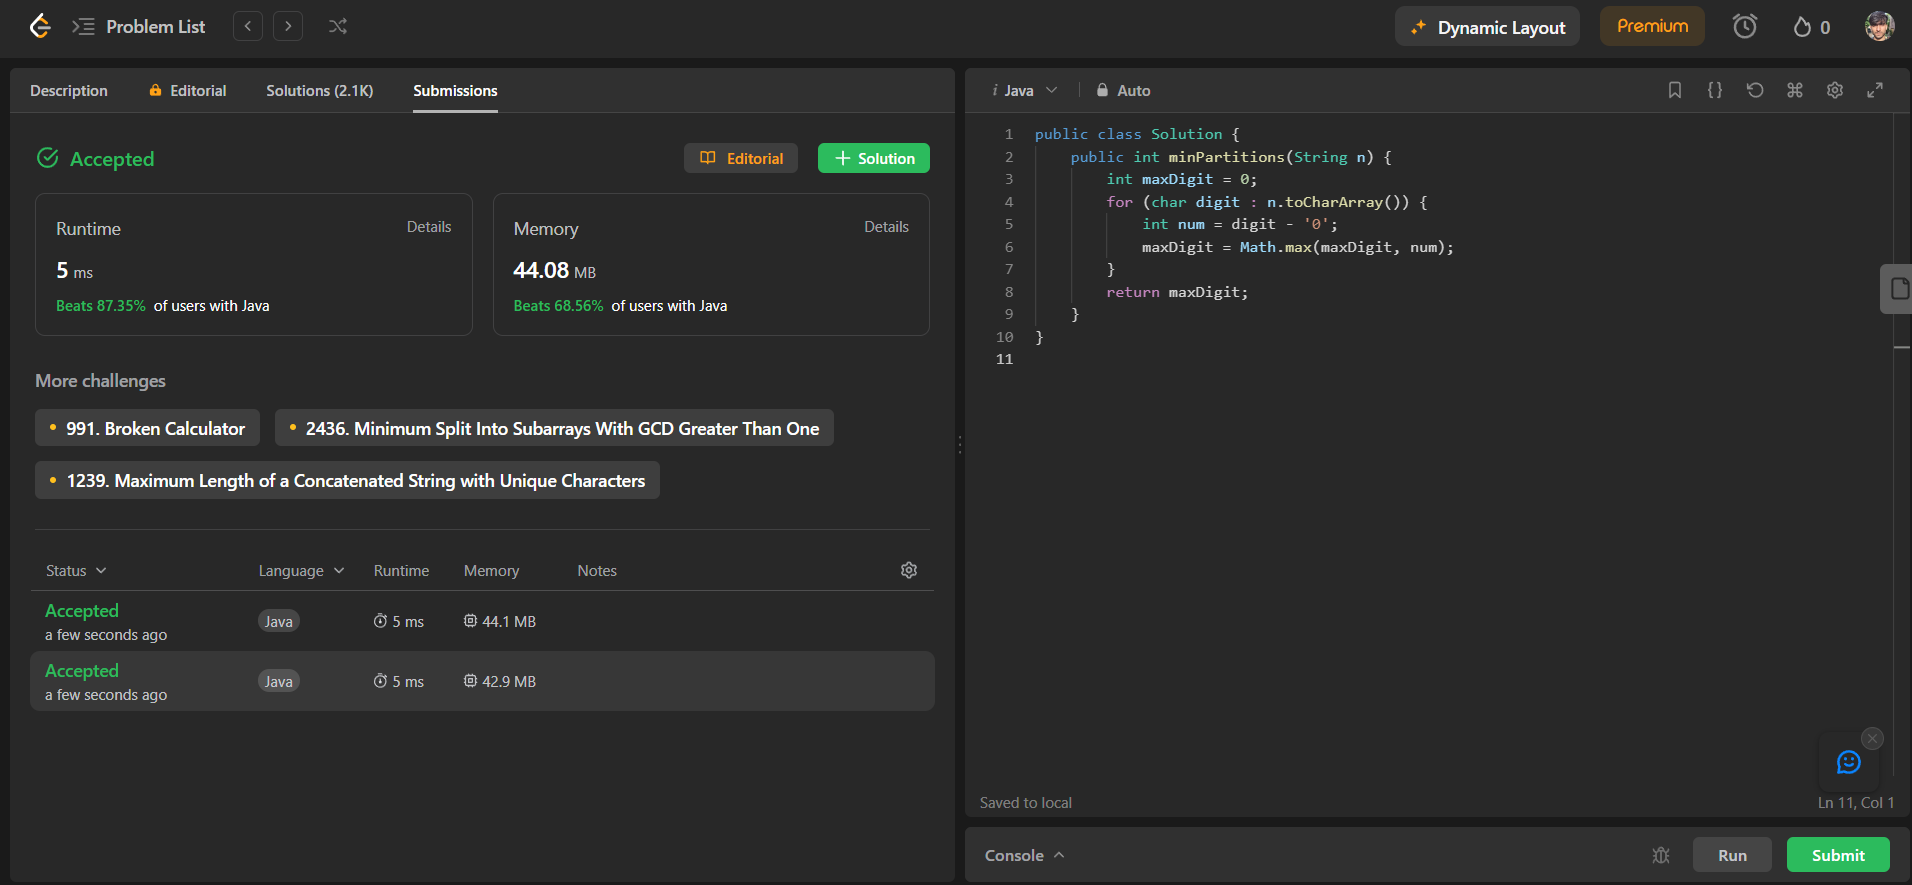 Problem List
Dynamic Layout
Premium
0
Description Editorial Solutions (2.1K) Submissions
Accepted
Editorial
Solution
Runtime Details
5 ms
Beats 87.35% of users with Java
Memory Details
44.08 MB
Beats 68.56% of users with Java
More challenges
991. Broken Calculator
2436. Minimum Split Into Subarrays With GCD Greater Than One
1239. Maximum Length of a Concatenated String with Unique Characters
Status Language Runtime Memory Notes
Accepted
a few seconds ago
Java 5 ms 44.1 MB
Accepted
a few seconds ago
Java 5 ms 42.9 MB
i Java Auto
1 public class Solution {
2 public int minPartitions(String n) {
3 int maxDigit = 0;
4 for (char digit : n.toCharArray()) {
5 int num = digit - '0';
6 maxDigit = Math.max(maxDigit, num);
7 }
8 return maxDigit;
9 }
10 }
11
Saved to local
Ln 11, Col 1
Console
Run
Submit